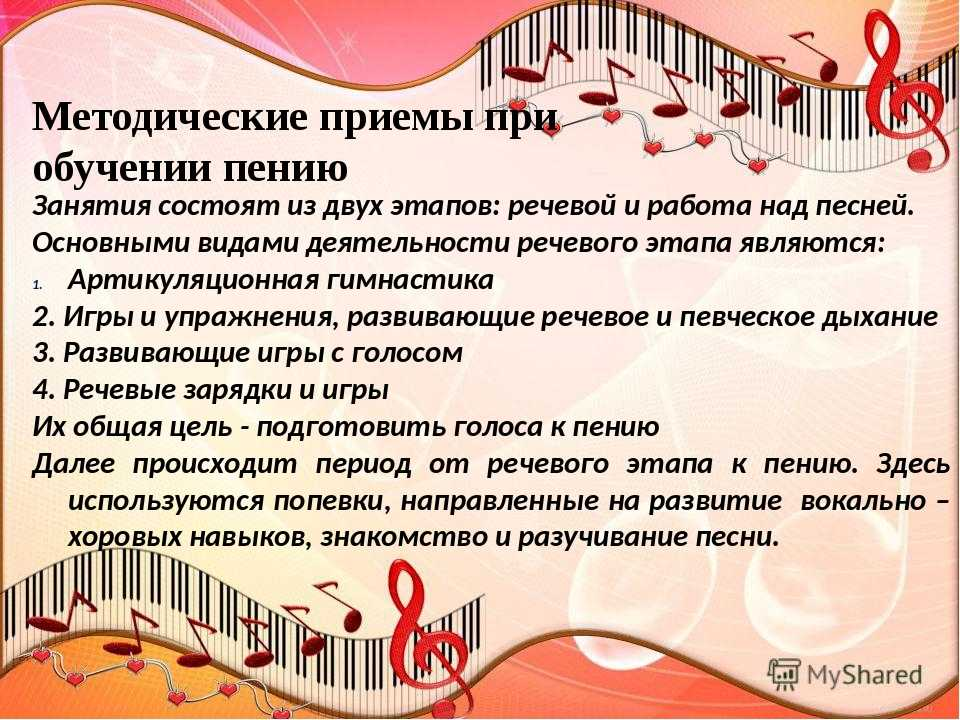 Методические приемы при
обучении пению
Занятия состоят из двух этапов: речевой и работа над песней.
Основными видами деятельности речевого этапа являются:
1. Артикуляционная гимнастика
2. Игры и упражнения, развивающие речевое и певческое дыхание
3. Развивающие игры с голосом
4. Речевые зарядки и игры
Их общая цель - подготовить голоса к пению
Далее происходит период от речевого этапа к пению. Здесь
используются попевки, направленные на развитие вокально –
хоровых навыков, знакомство и разучивание песни.
MyShared